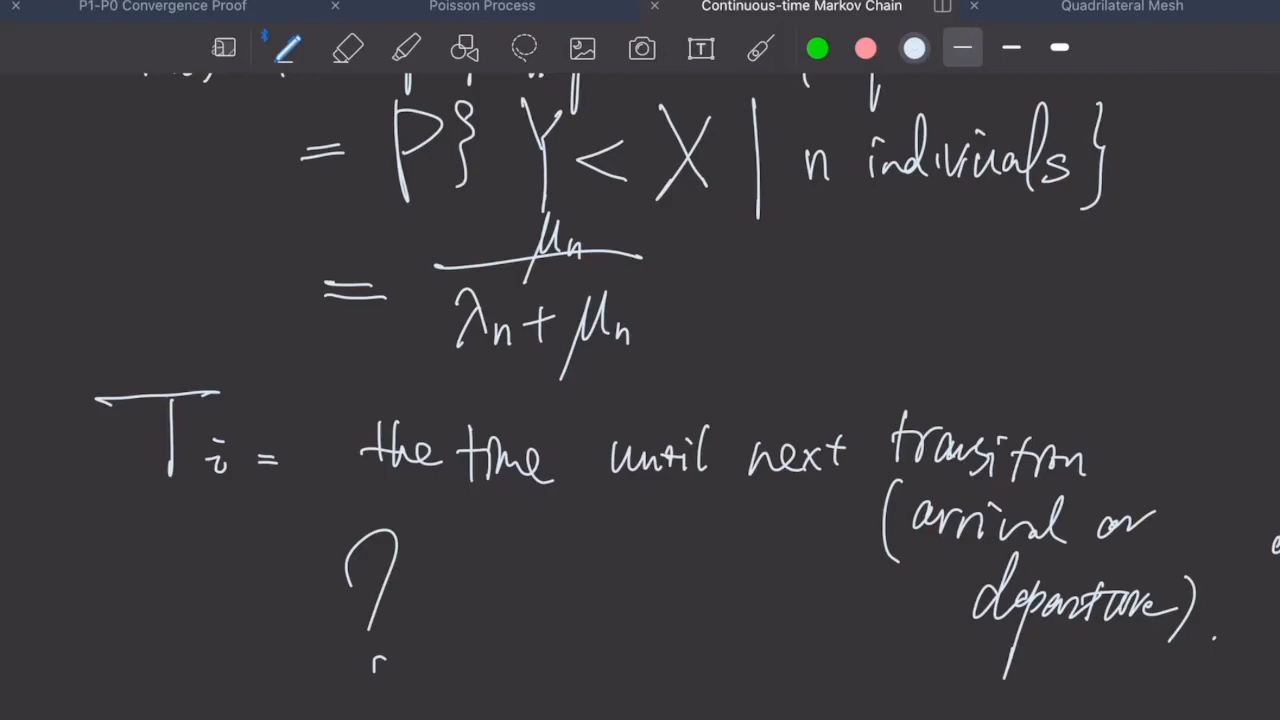 P1-P0 Convergence Proof
Poisson Process
Continuous-time Markov Chain
Quadrilateral Mesh
= P{ Y < X | n indiviuals}
= μn / λn + μn
Ti = the time until next transition
(arrival or
departure).
?